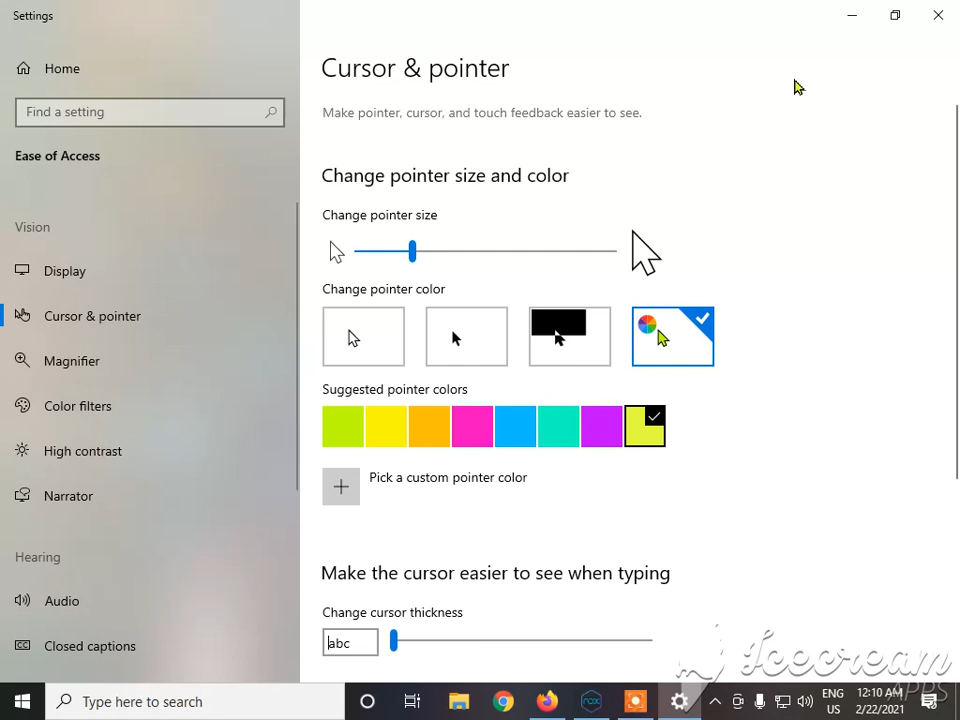 Settings
Home
Find a setting
Ease of Access
Vision
Display
Cursor & pointer
Magnifier
Color filters
High contrast
Narrator
Hearing
Audio
Closed captions
Cursor & pointer
Make pointer, cursor, and touch feedback easier to see.
Change pointer size and color
Change pointer size
Change pointer color
Suggested pointer colors
Pick a custom pointer color
Make the cursor easier to see when typing
Change cursor thickness
abc
Icecream
APPS
Type here to search
nox
ENG
US
12:10 AM
2/22/2021